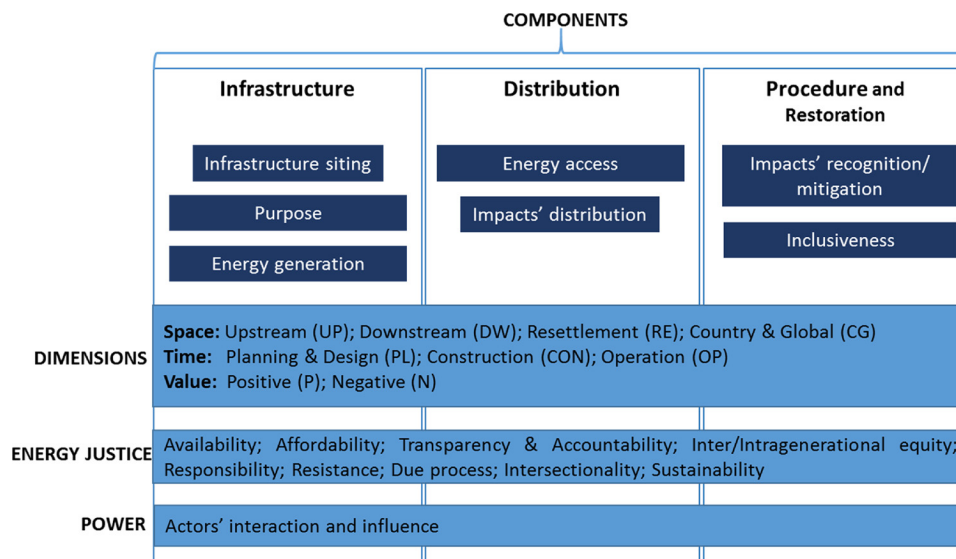 COMPONENTS
Infrastructure
Infrastructure siting
Purpose
Energy generation
Distribution
Energy access
Impacts’ distribution
Procedure and
Restoration
Impacts’ recognition/
mitigation
Inclusiveness
DIMENSIONS
Space: Upstream (UP); Downstream (DW); Resettlement (RE); Country & Global (CG)
Time: Planning & Design (PL); Construction (CON); Operation (OP)
Value: Positive (P); Negative (N)
ENERGY JUSTICE
Availability; Affordability; Transparency & Accountability; Inter/Intragenerational equity;
Responsibility; Resistance; Due process; Intersectionality; Sustainability
POWER
Actors’ interaction and influence